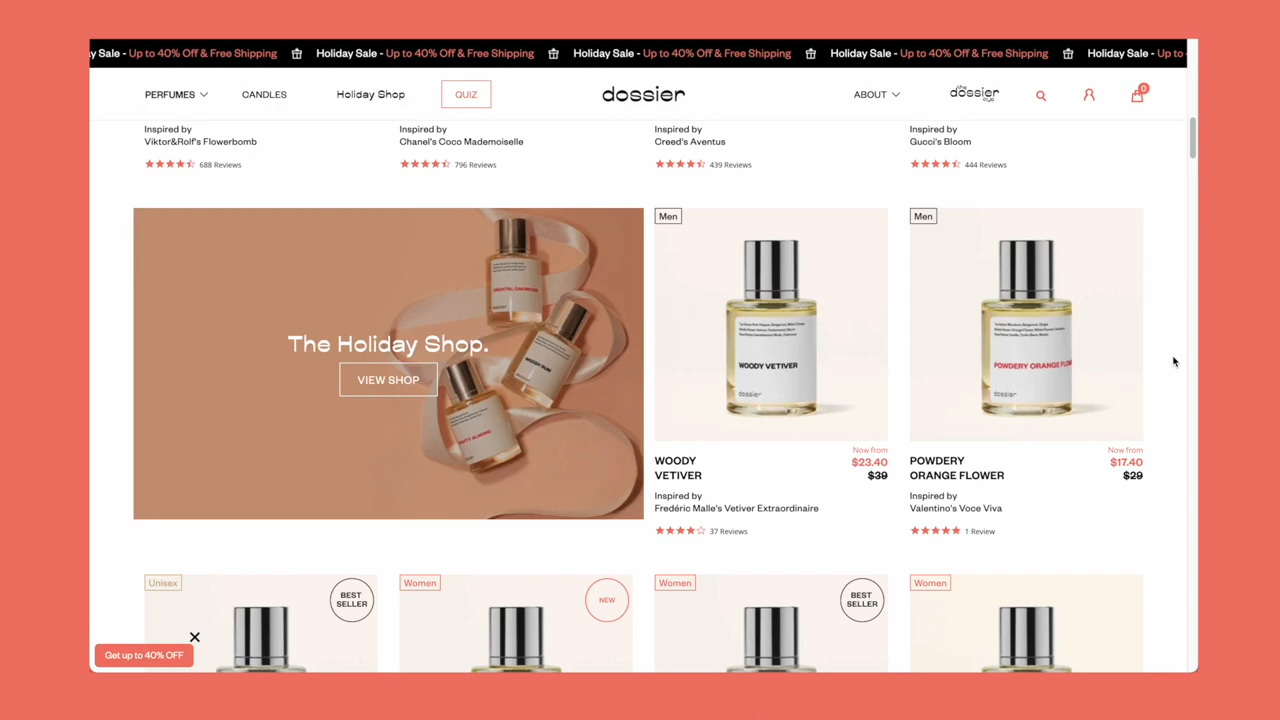 y Sale - Up to 40% Off & Free Shipping Holiday Sale - Up to 40% Off & Free Shipping Holiday Sale - Up to 40% Off & Free Shipping Holiday Sale - Up to 40% Off & Free Shipping Holiday Sale - Up to
PERFUMES CANDLES Holiday Shop QUIZ dossier ABOUT the dossier 0
Inspired by
Viktor&Rolf's Flowerbomb
688 Reviews
Inspired by
Chanel's Coco Mademoiselle
796 Reviews
Inspired by
Creed's Aventus
439 Reviews
Inspired by
Gucci's Bloom
444 Reviews
The Holiday Shop.
VIEW SHOP
Men
WOODY VETIVER
dossier
WOODY
VETIVER
Now from
$23.40
$39
Inspired by
Fredéric Malle's Vetiver Extraordinaire
37 Reviews
Men
POWDERY ORANGE FLOW
dossier
POWDERY
ORANGE FLOWER
Now from
$17.40
$29
Inspired by
Valentino's Voce Viva
1 Review
Unisex
BEST
SELLER
Women
NEW
Women
BEST
SELLER
Women
Get up to 40% OFF